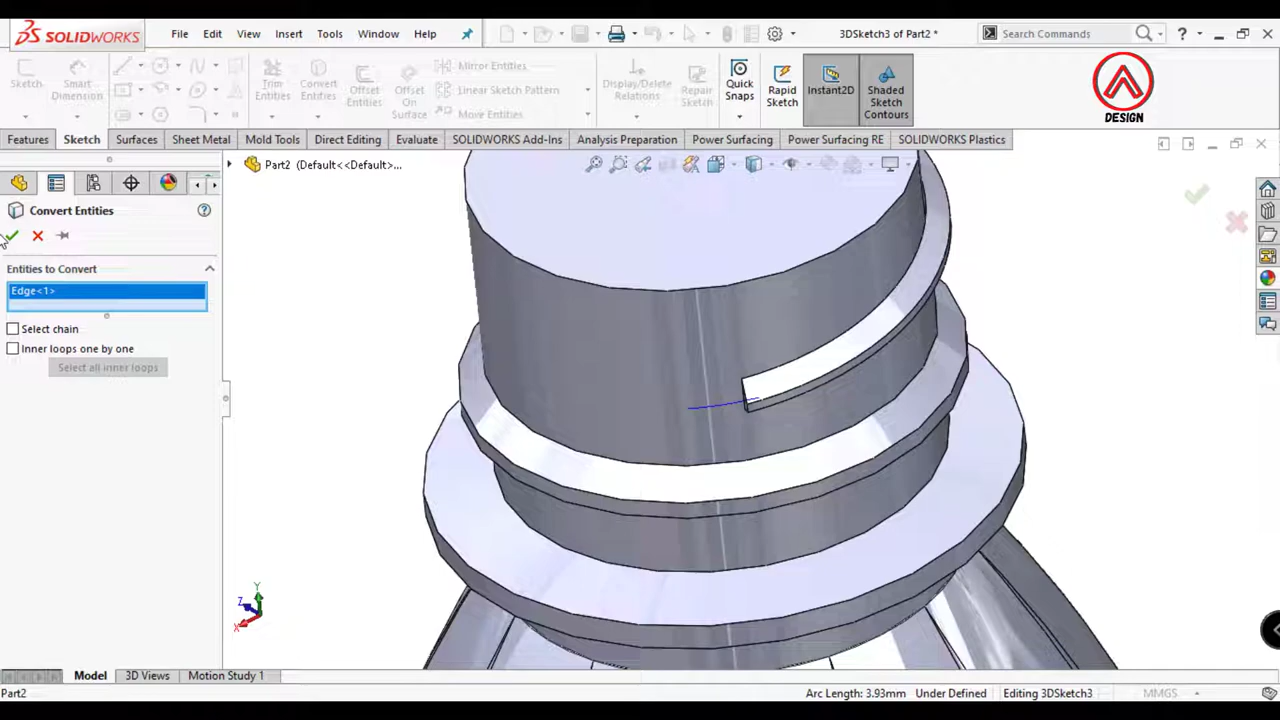 SOLIDWORKS
File Edit View Insert Tools Window Help
3DSketch3 of Part2 *
Search Commands
?
Sketch
Smart Dimension
Trim Entities
Convert Entities
Offset Entities
Offset On Surface
Mirror Entities
Linear Sketch Pattern
Move Entities
Display/Delete Relations
Repair Sketch
Quick Snaps
Rapid Sketch
Instant2D
Shaded Sketch Contours
DESIGN
Features Sketch Surfaces Sheet Metal Mold Tools Direct Editing Evaluate SOLIDWORKS Add-Ins Analysis Preparation Power Surfacing Power Surfacing RE SOLIDWORKS Plastics
Part2 (Default<<Default>...
Convert Entities
?
Entities to Convert
Edge<1>
Select chain
Inner loops one by one
Select all inner loops
Y
Z
X
Model 3D Views Motion Study 1
Part2
Arc Length: 3.93mm Under Defined Editing 3DSketch3 MMGS